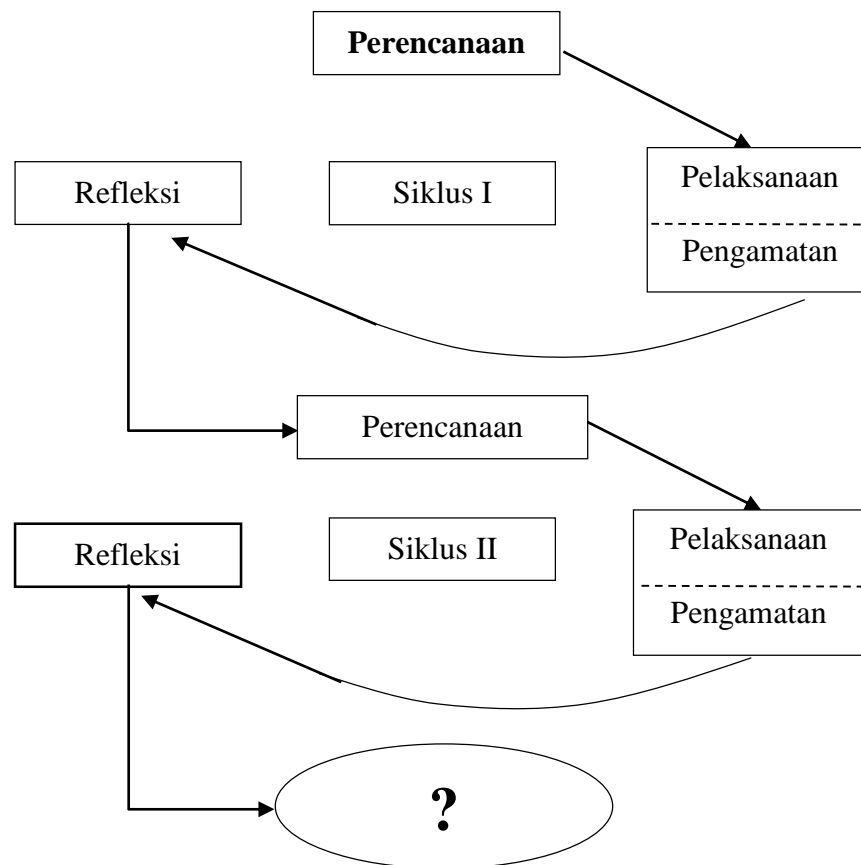 Perencanaan
Refleksi
Siklus I
Pelaksanaan
Pengamatan
Perencanaan
Refleksi
Siklus II
Pelaksanaan
Pengamatan
?